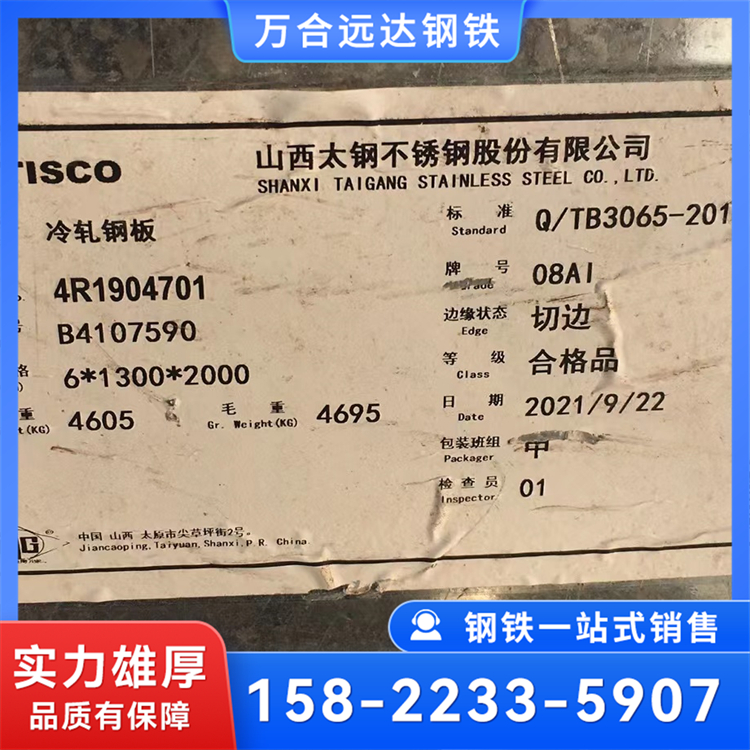 万合远达钢铁
TISCO
山西太钢不锈钢股份有限公司
SHANXI TAIGANG STAINLESS STEEL CO.,LTD.
冷轧钢板
标 准 Q/TB3065-201
Standard
4R1904701
牌 号 08Al
B4107590
边缘状态 切边
Edge
6*1300*2000
等 级 合格品
Class
重 4605 毛 重 4695
(KG) Gr. Weight(KG)
日 期 2021/9/22
Date
包装班组 甲
Packager
检查员 01
Inspector
中国 山西 太原市尖草坪街2号。
Jiancaoping,Taiyuan,Shanxi,P.R. China.
钢铁一站式销售
实力雄厚
品质有保障
158-2233-5907